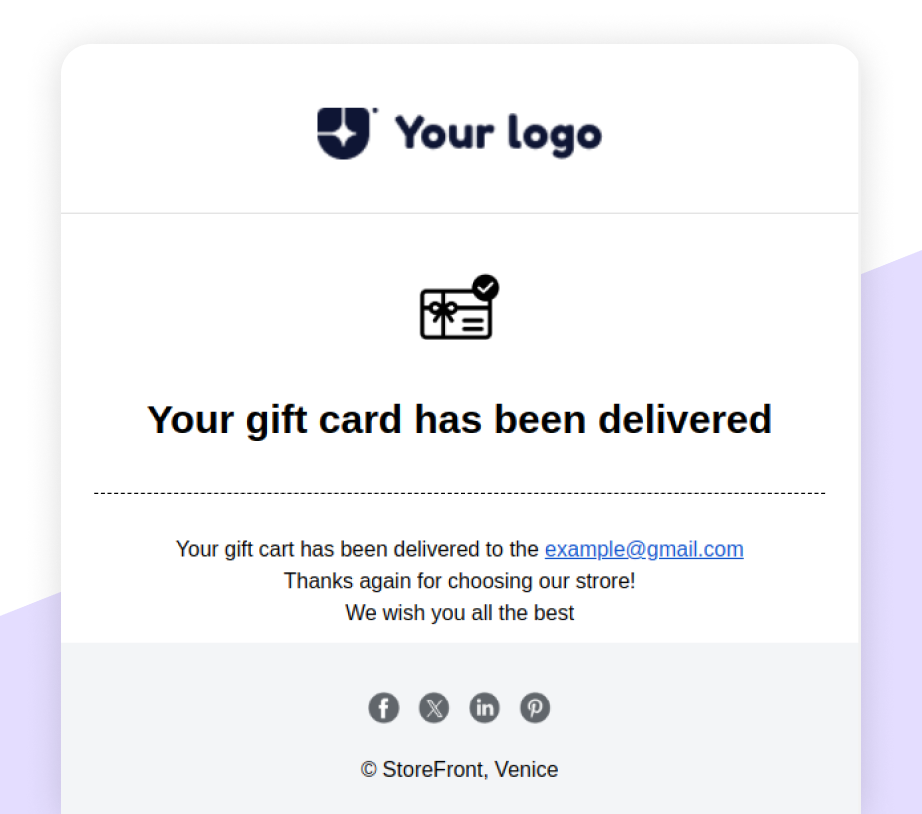 Your logo
Your gift card has been delivered
Your gift cart has been delivered to the example@gmail.com
Thanks again for choosing our strore!
We wish you all the best
© StoreFront, Venice